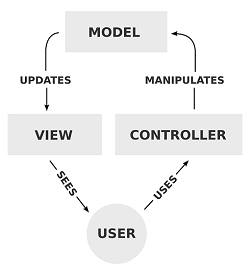 MODEL
UPDATES
MANIPULATES
VIEW
CONTROLLER
SEES
USES
USER